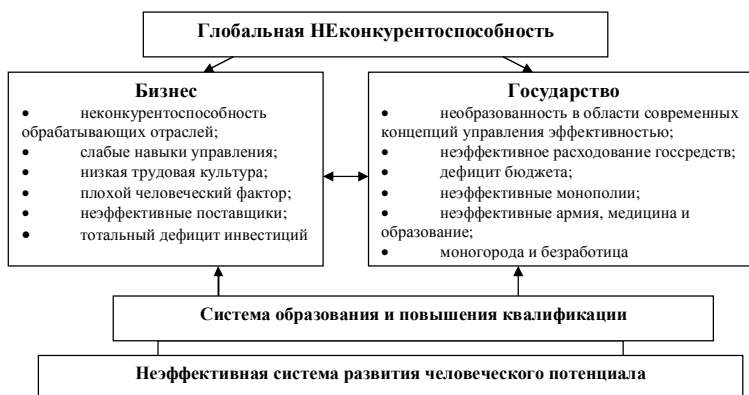 Глобальная НЕконкурентоспособность
Бизнес
• неконкурентоспособность
обрабатывающих отраслей;
• слабые навыки управления;
• низкая трудовая культура;
• плохой человеческий фактор;
• неэффективные поставщики;
• тотальный дефицит инвестиций
Государство
• необразованность в области современных
концепций управления эффективностью;
• неэффективное расходование госсредств;
• дефицит бюджета;
• неэффективные монополии;
• неэффективные армия, медицина и
образование;
• моногорода и безработица
Система образования и повышения квалификации
Неэффективная система развития человеческого потенциала